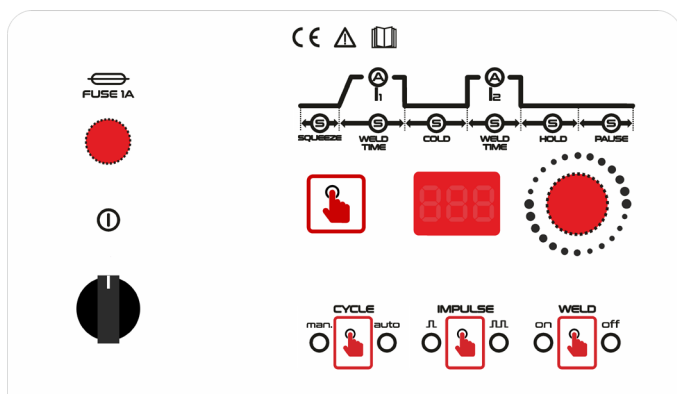 CE
FUSE 1A
A A
I1 I2
S S S S S S
SQUEEZE WELD TIME COLD WELD TIME HOLD PAUSE
888
CYCLE IMPULSE WELD
man. auto on off